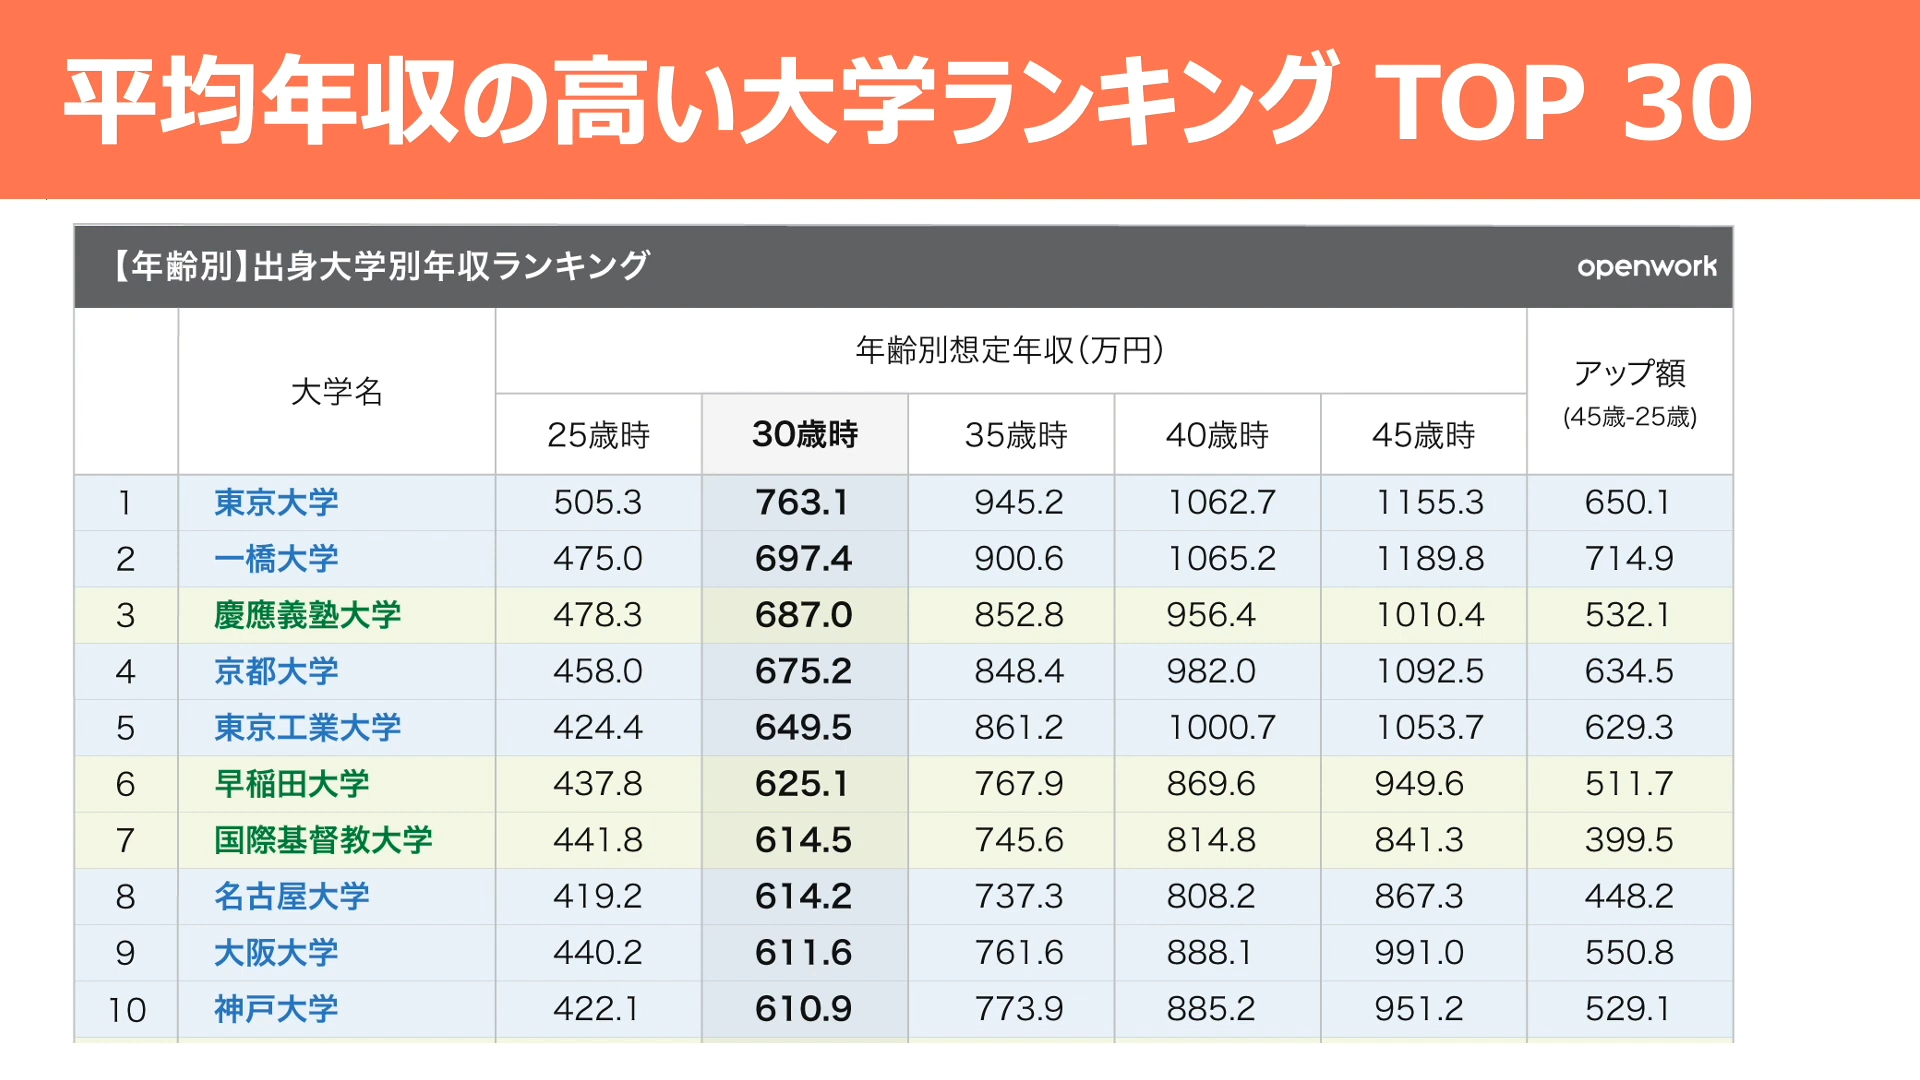 平均年収の高い大学ランキング TOP 30
【年齢別】出身大学別年収ランキング openwork
大学名 年齢別想定年収(万円) アップ額 (45歳-25歳)
25歳時 30歳時 35歳時 40歳時 45歳時
1 東京大学 505.3 763.1 945.2 1062.7 1155.3 650.1
2 一橋大学 475.0 697.4 900.6 1065.2 1189.8 714.9
3 慶應義塾大学 478.3 687.0 852.8 956.4 1010.4 532.1
4 京都大学 458.0 675.2 848.4 982.0 1092.5 634.5
5 東京工業大学 424.4 649.5 861.2 1000.7 1053.7 629.3
6 早稲田大学 437.8 625.1 767.9 869.6 949.6 511.7
7 国際基督教大学 441.8 614.5 745.6 814.8 841.3 399.5
8 名古屋大学 419.2 614.2 737.3 808.2 867.3 448.2
9 大阪大学 440.2 611.6 761.6 888.1 991.0 550.8
10 神戸大学 422.1 610.9 773.9 885.2 951.2 529.1